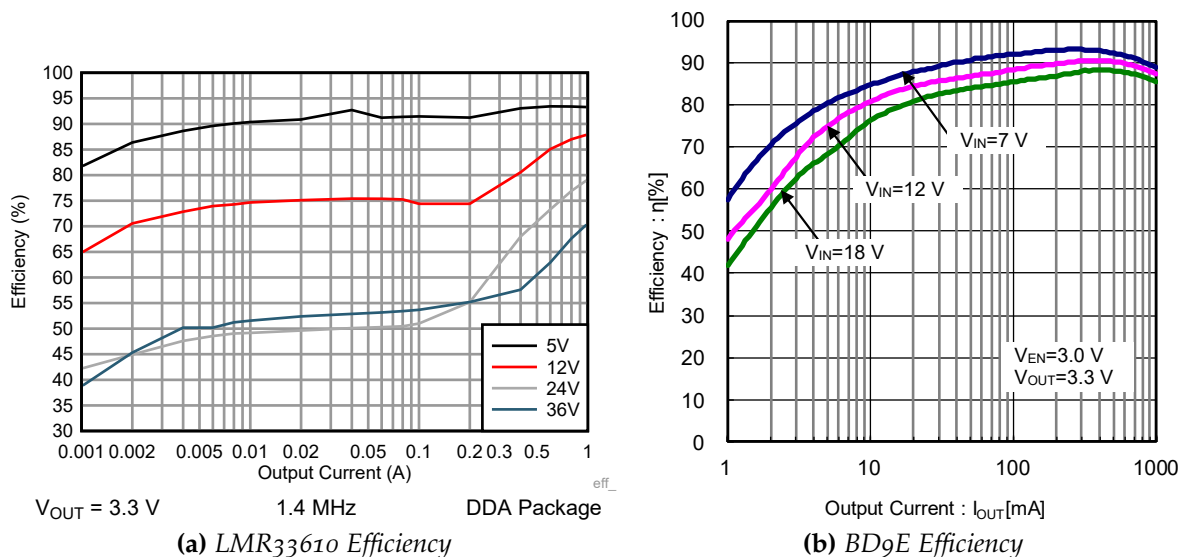 100
95
90
85
80
75
70
65
60
55
50
45
40
35
30
Efficiency (%)
5V
12V
24V
36V
0.001 0.002 0.005 0.01 0.02 0.05 0.1 0.2 0.3 0.5 1
Output Current (A)
eff_
VOUT = 3.3 V 1.4 MHz DDA Package
(a) LMR33610 Efficiency
100
90
80
70
60
50
40
30
20
10
0
Efficiency : η[%]
VIN=7 V
VIN=12 V
VIN=18 V
VEN=3.0 V
VOUT=3.3 V
1 10 100 1000
Output Current : IOUT[mA]
(b) BD9E Efficiency